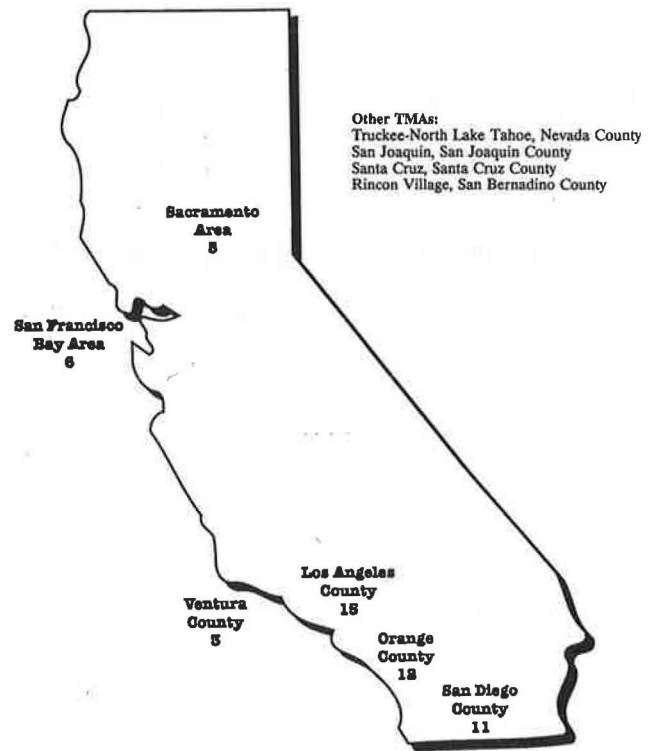 Other TMAs:
Truckee-North Lake Tahoe, Nevada County
San Joaquin, San Joaquin County
Santa Cruz, Santa Cruz County
Rincon Village, San Bernadino County
Sacramento
Area
5
San Francisco
Bay Area
6
Los Angeles
County
15
Ventura
County
3
Orange
County
12
San Diego
County
11